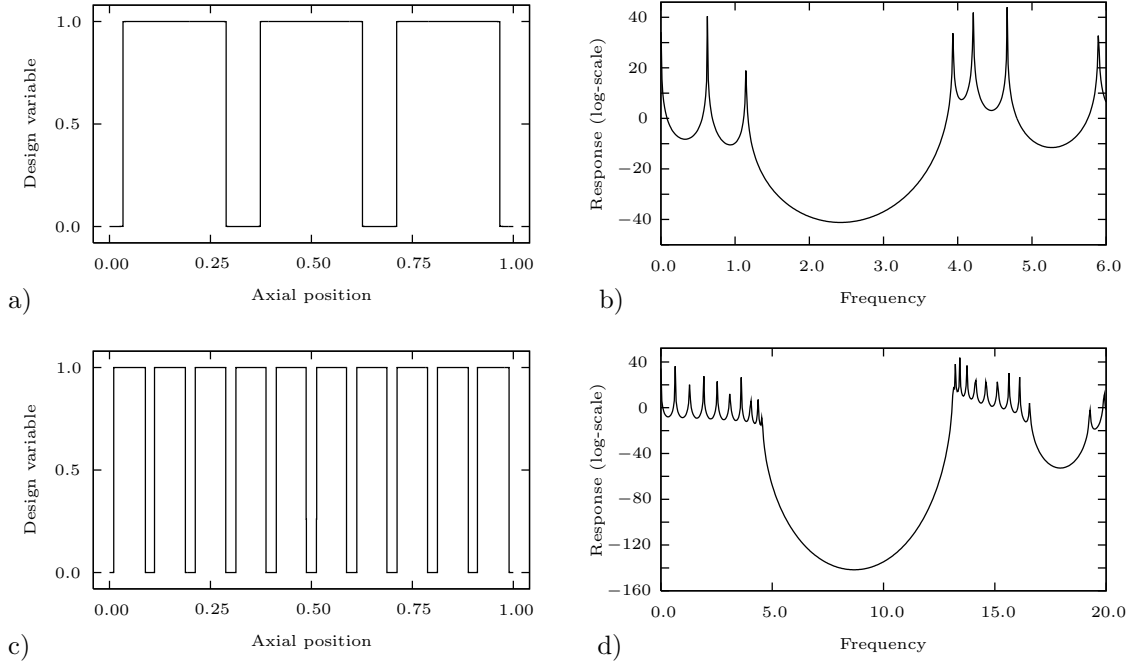 1.0
0.5
0.0
Design variable
0.00 0.25 0.50 0.75 1.00
Axial position
a)
40
20
0
−20
−40
Response (log-scale)
0.0 1.0 2.0 3.0 4.0 5.0 6.0
Frequency
b)
1.0
0.5
0.0
Design variable
0.00 0.25 0.50 0.75 1.00
Axial position
c)
40
0
−40
−80
−120
−160
Response (log-scale)
0.0 5.0 10.0 15.0 20.0
Frequency
d)